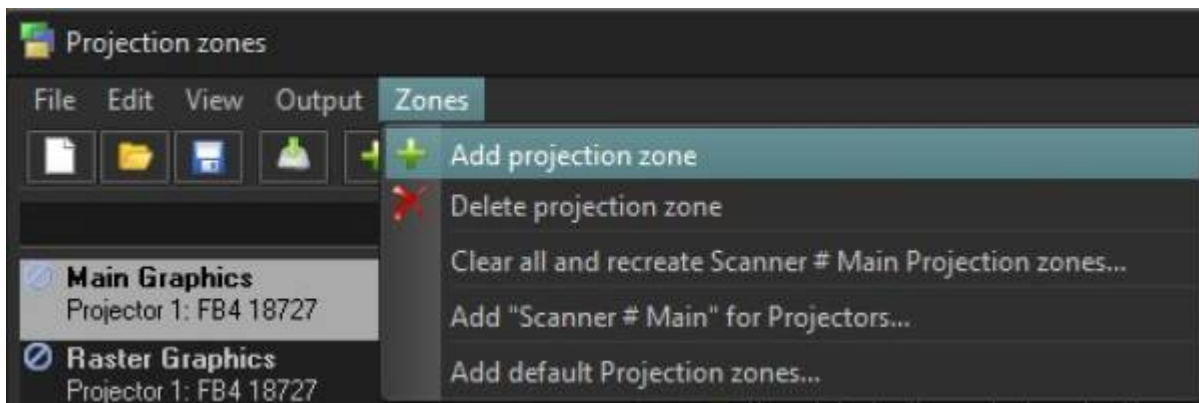 Projection zones
File Edit View Output Zones
Add projection zone
Delete projection zone
Clear all and recreate Scanner # Main Projection zones...
Main Graphics
Projector 1: FB4 18727
Add "Scanner # Main" for Projectors...
Raster Graphics
Projector 1: FB4 18727
Add default Projection zones...